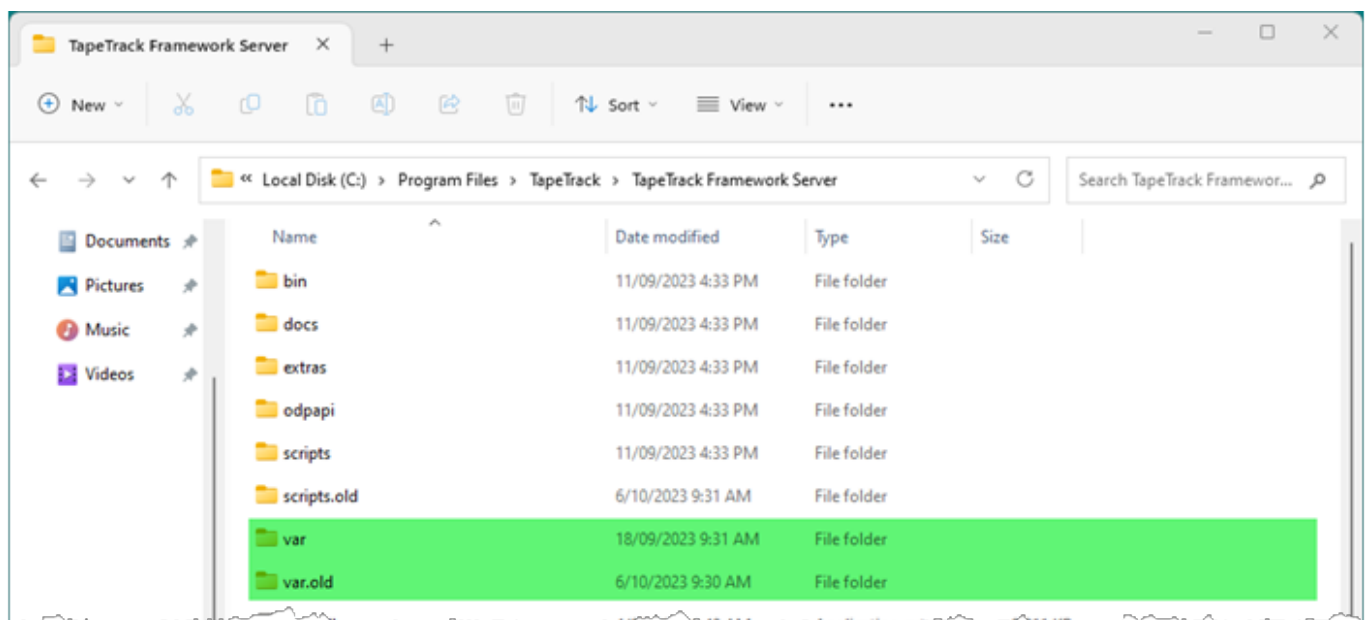 TapeTrack Framework Server
New
Sort
View
« Local Disk (C:) > Program Files > TapeTrack > TapeTrack Framework Server
Search TapeTrack Framewor...
Documents
Pictures
Music
Videos
Name Date modified Type Size
bin 11/09/2023 4:33 PM File folder
docs 11/09/2023 4:33 PM File folder
extras 11/09/2023 4:33 PM File folder
odpapi 11/09/2023 4:33 PM File folder
scripts 11/09/2023 4:33 PM File folder
scripts.old 6/10/2023 9:31 AM File folder
var 18/09/2023 9:31 AM File folder
var.old 6/10/2023 9:30 AM File folder